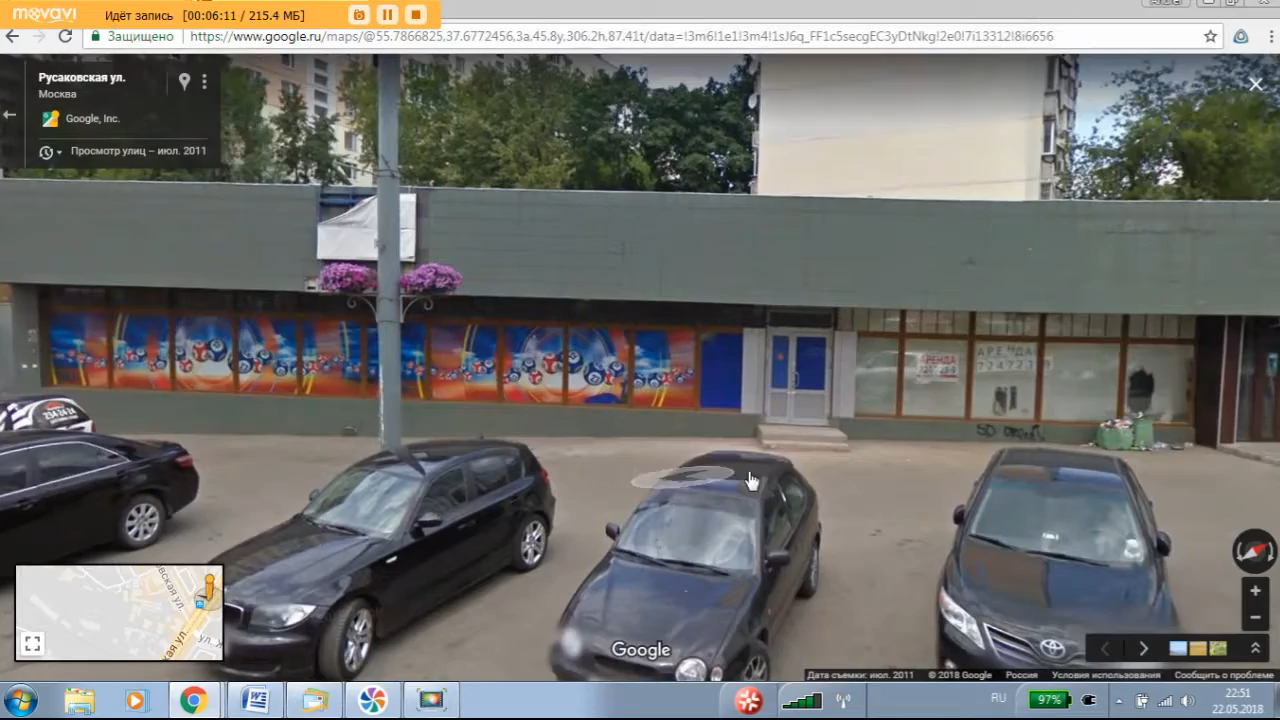 movavi
Идёт запись [00:06:11 / 215.4 МБ]
Защищено https://www.google.ru/maps/@55.7866825,37.6772456,3a,45.8y,306.2h,87.41t/data=!3m6!1e1!3m4!1sJ6q_FF1c5secgEC3yDtNkg!2e0!7i13312!8i6656
Русаковская ул.
Москва
Google, Inc.
Просмотр улиц – июл. 2011
АРЕНДА
АРЕНДА
Google
Дата съемки: июл. 2011 © 2018 Google Россия Условия использования Сообщить о проблеме
RU 97% 22:51
22.05.2018